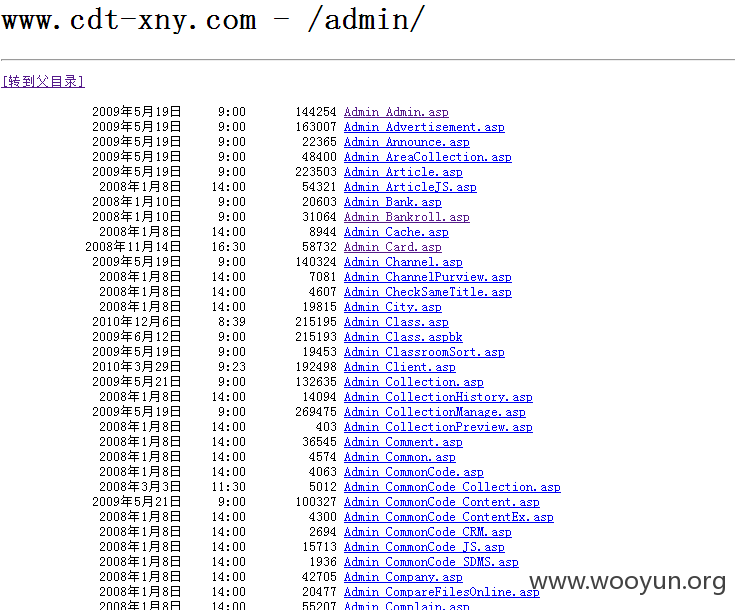 www.cdt-xny.com - /admin/
[转到父目录]
2009年5月19日 9:00 144254 Admin_Admin.asp
2009年5月19日 9:00 163007 Admin_Advertisement.asp
2009年5月19日 9:00 22365 Admin_Announce.asp
2009年5月19日 9:00 48400 Admin_AreaCollection.asp
2009年5月19日 9:00 223503 Admin_Article.asp
2008年1月8日 14:00 54321 Admin_ArticleJS.asp
2008年1月10日 9:00 20603 Admin_Bank.asp
2008年1月10日 9:00 31064 Admin_Bankroll.asp
2008年1月8日 14:00 8944 Admin_Cache.asp
2008年11月14日 16:30 58732 Admin_Card.asp
2009年5月19日 9:00 140324 Admin_Channel.asp
2008年1月8日 14:00 7081 Admin_ChannelPurview.asp
2008年1月8日 14:00 4607 Admin_CheckSameTitle.asp
2008年1月8日 14:00 19815 Admin_City.asp
2010年12月6日 8:39 215195 Admin_Class.asp
2009年6月12日 9:00 215193 Admin_Class.aspbk
2009年5月19日 9:00 19453 Admin_ClassroomSort.asp
2010年3月29日 9:23 192498 Admin_Client.asp
2009年5月21日 9:00 132635 Admin_Collection.asp
2008年1月8日 14:00 14094 Admin_CollectionHistory.asp
2009年5月19日 9:00 269475 Admin_CollectionManage.asp
2008年1月8日 14:00 403 Admin_CollectionPreview.asp
2008年1月8日 14:00 36545 Admin_Comment.asp
2008年1月8日 14:00 4574 Admin_Common.asp
2008年1月8日 14:00 4063 Admin_CommonCode.asp
2008年3月3日 11:30 5012 Admin_CommonCode_Collection.asp
2009年5月21日 9:00 100327 Admin_CommonCode_Content.asp
2008年1月8日 14:00 4300 Admin_CommonCode_ContentEx.asp
2008年1月8日 14:00 2694 Admin_CommonCode_CRM.asp
2008年1月8日 14:00 15713 Admin_CommonCode_JS.asp
2008年1月8日 14:00 1936 Admin_CommonCode_SDMS.asp
2008年1月8日 14:00 42705 Admin_Company.asp
2008年1月8日 14:00 20477 Admin_CompareFilesOnline.asp
2008年1月8日 14:00 55207 Admin_Complain.asp
www.wooyun.org